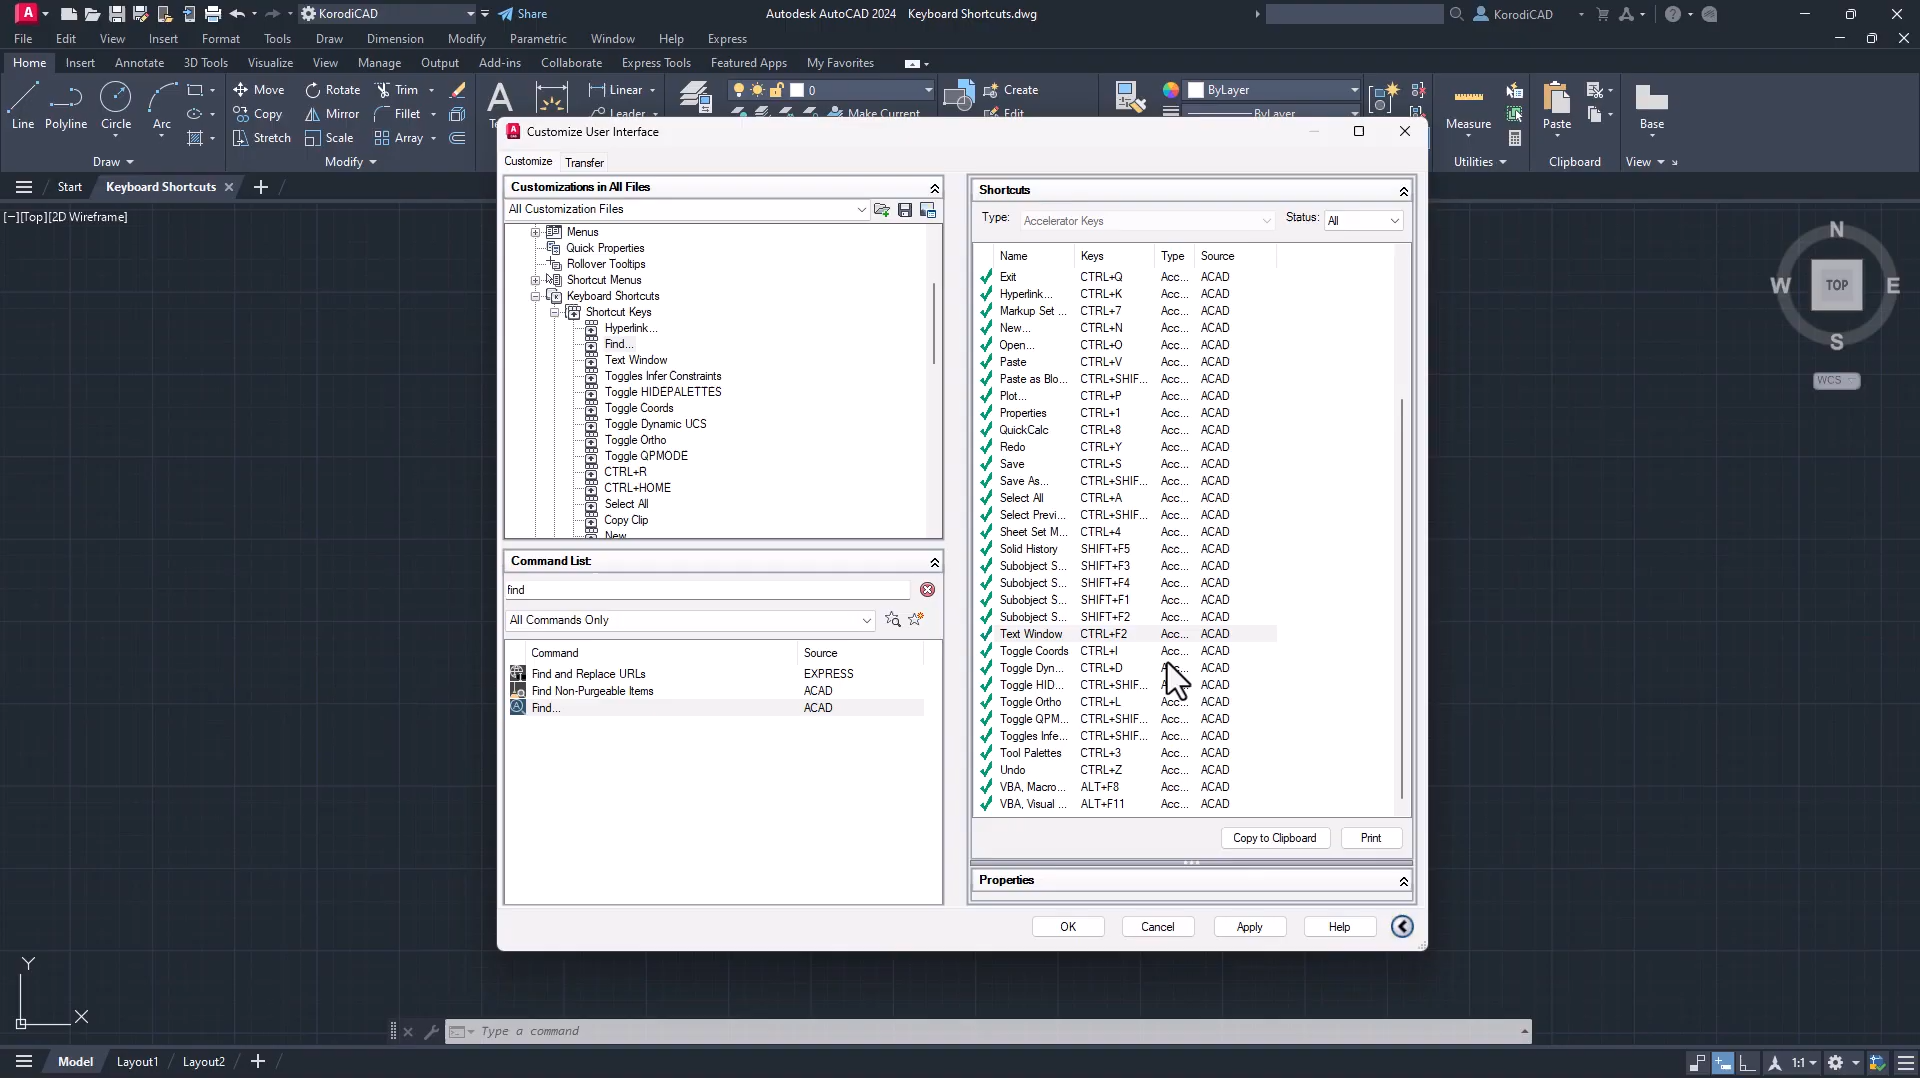 KorodiCAD
Share
Autodesk AutoCAD 2024 Keyboard Shortcuts.dwg
KorodiCAD
File Edit View Insert Format Tools Draw Dimension Modify Parametric Window Help Express
Home Insert Annotate 3D Tools Visualize View Manage Output Add-ins Collaborate Express Tools Featured Apps My Favorites
Line
Polyline
Circle
Arc
Draw
Move
Rotate
Trim
Copy
Mirror
Fillet
Stretch
Scale
Array
Modify
Linear
Leader
0
Make Current
Create
Edit
ByLayer
ByLayer
Measure
Utilities
Paste
Clipboard
Base
View
Start
Keyboard Shortcuts
[−][Top][2D Wireframe]
N
W
TOP
E
S
WCS
Customize User Interface
Customize
Transfer
Customizations in All Files
All Customization Files
Menus
Quick Properties
Rollover Tooltips
Shortcut Menus
Keyboard Shortcuts
Shortcut Keys
Hyperlink...
Find...
Text Window
Toggles Infer Constraints
Toggle HIDEPALETTES
Toggle Coords
Toggle Dynamic UCS
Toggle Ortho
Toggle QPMODE
CTRL+R
CTRL+HOME
Select All
Copy Clip
New
Command List:
find
All Commands Only
Command Source
Find and Replace URLs EXPRESS
Find Non-Purgeable Items ACAD
Find... ACAD
Shortcuts
Type: Accelerator Keys Status: All
Name Keys Type Source
Exit CTRL+Q Acc... ACAD
Hyperlink... CTRL+K Acc... ACAD
Markup Set ... CTRL+7 Acc... ACAD
New... CTRL+N Acc... ACAD
Open... CTRL+O Acc... ACAD
Paste CTRL+V Acc... ACAD
Paste as Blo... CTRL+SHIF... Acc... ACAD
Plot... CTRL+P Acc... ACAD
Properties CTRL+1 Acc... ACAD
QuickCalc CTRL+8 Acc... ACAD
Redo CTRL+Y Acc... ACAD
Save CTRL+S Acc... ACAD
Save As... CTRL+SHIF... Acc... ACAD
Select All CTRL+A Acc... ACAD
Select Previ... CTRL+SHIF... Acc... ACAD
Sheet Set M... CTRL+4 Acc... ACAD
Solid History SHIFT+F5 Acc... ACAD
Subobject S... SHIFT+F3 Acc... ACAD
Subobject S... SHIFT+F4 Acc... ACAD
Subobject S... SHIFT+F1 Acc... ACAD
Subobject S... SHIFT+F2 Acc... ACAD
Text Window CTRL+F2 Acc... ACAD
Toggle Coords CTRL+I Acc... ACAD
Toggle Dyn... CTRL+D ACAD
Toggle HID... CTRL+SHIF... ACAD
Toggle Ortho CTRL+L Acc... ACAD
Toggle QPM... CTRL+SHIF... Acc... ACAD
Toggles Infe... CTRL+SHIF... Acc... ACAD
Tool Palettes CTRL+3 Acc... ACAD
Undo CTRL+Z Acc... ACAD
VBA, Macro... ALT+F8 Acc... ACAD
VBA, Visual ... ALT+F11 Acc... ACAD
Copy to Clipboard
Print
Properties
OK
Cancel
Apply
Help
Y
X
Type a command
Model
Layout1
Layout2
1:1